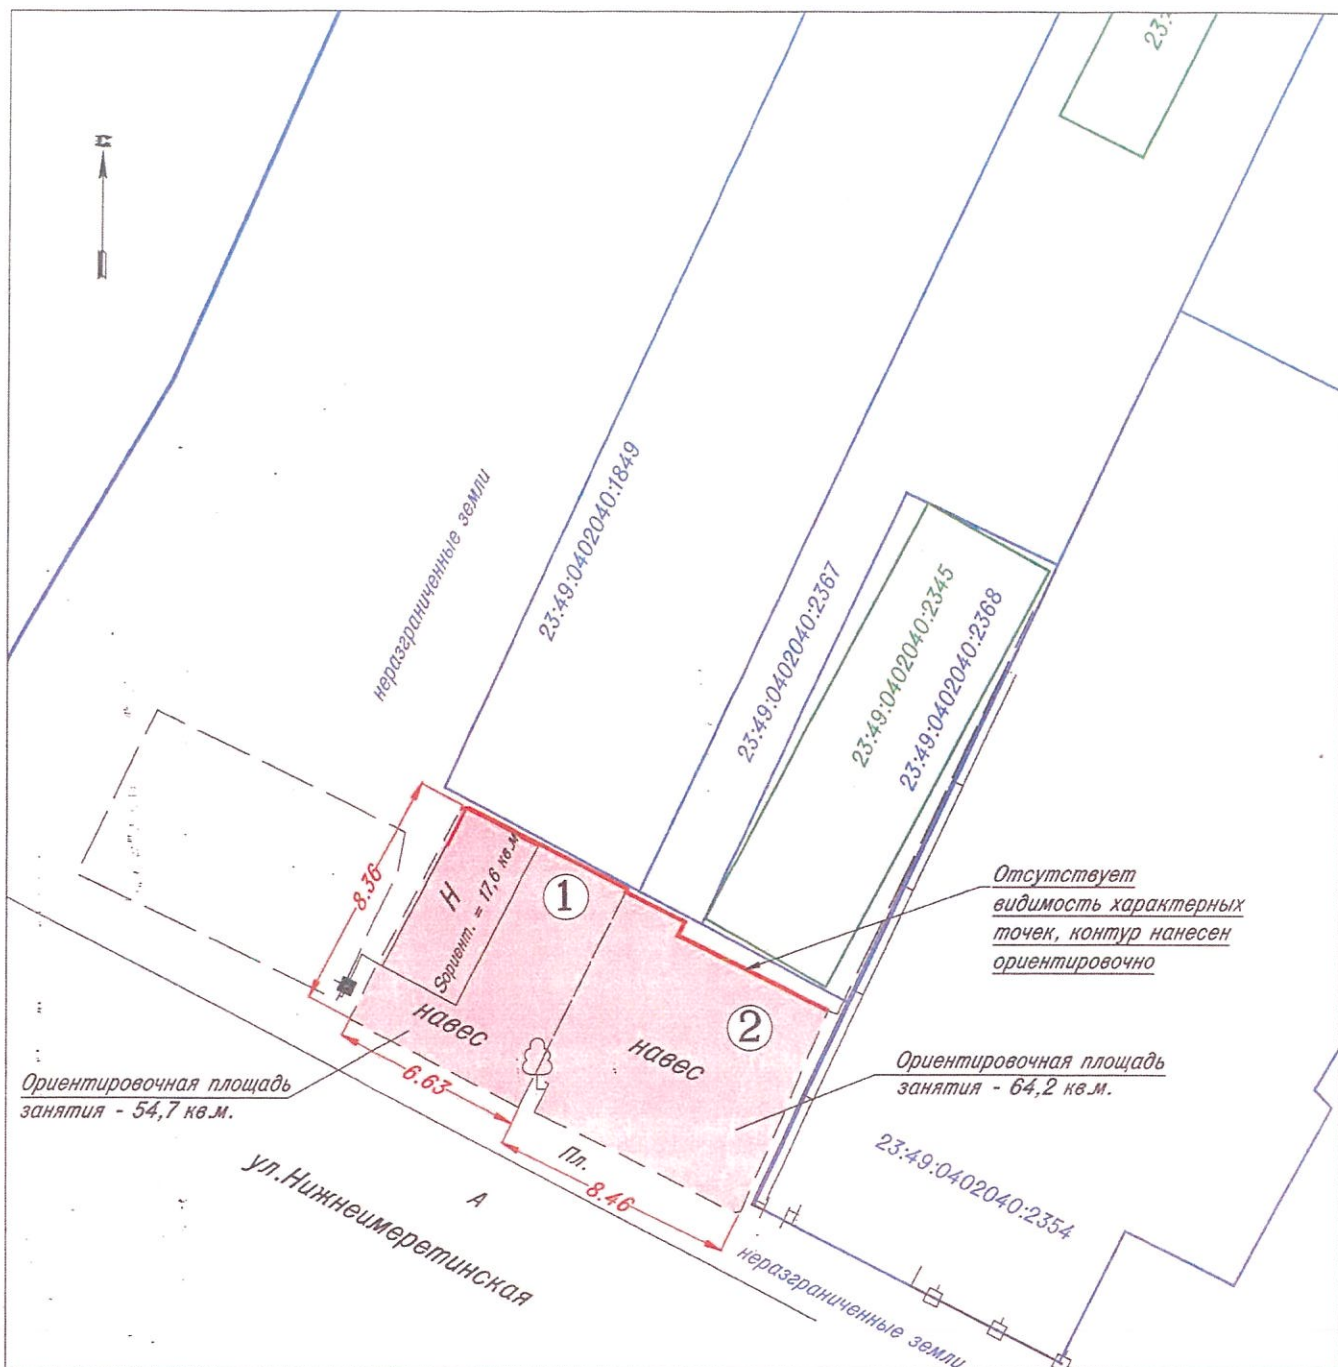 23:
С
23:49:0402040:1849
неразграниченные земли
23:49:0402040:2367
23:49:0402040:2345
23:49:0402040:2368
8.36
Н
Sориент. = 17,6 кв.м
1
Отсутствует
видимость характерных
точек, контур нанесен
ориентировочно
навес
2
навес
6.63
Ориентировочная площадь
занятия - 54,7 кв.м.
Ориентировочная площадь
занятия - 64,2 кв.м.
Пл.
8.46
А
ул.Нижнеимеретинская
23:49:0402040:2354
неразграниченные земли